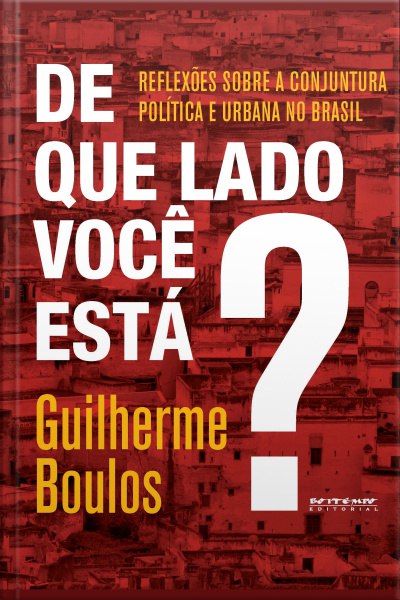 DE
REFLEXÕES SOBRE A CONJUNTURA
POLÍTICA E URBANA NO BRASIL
QUE LADO
VOCÊ
ESTÁ
?
Guilherme
Boulos
BOITEMPO
EDITORIAL